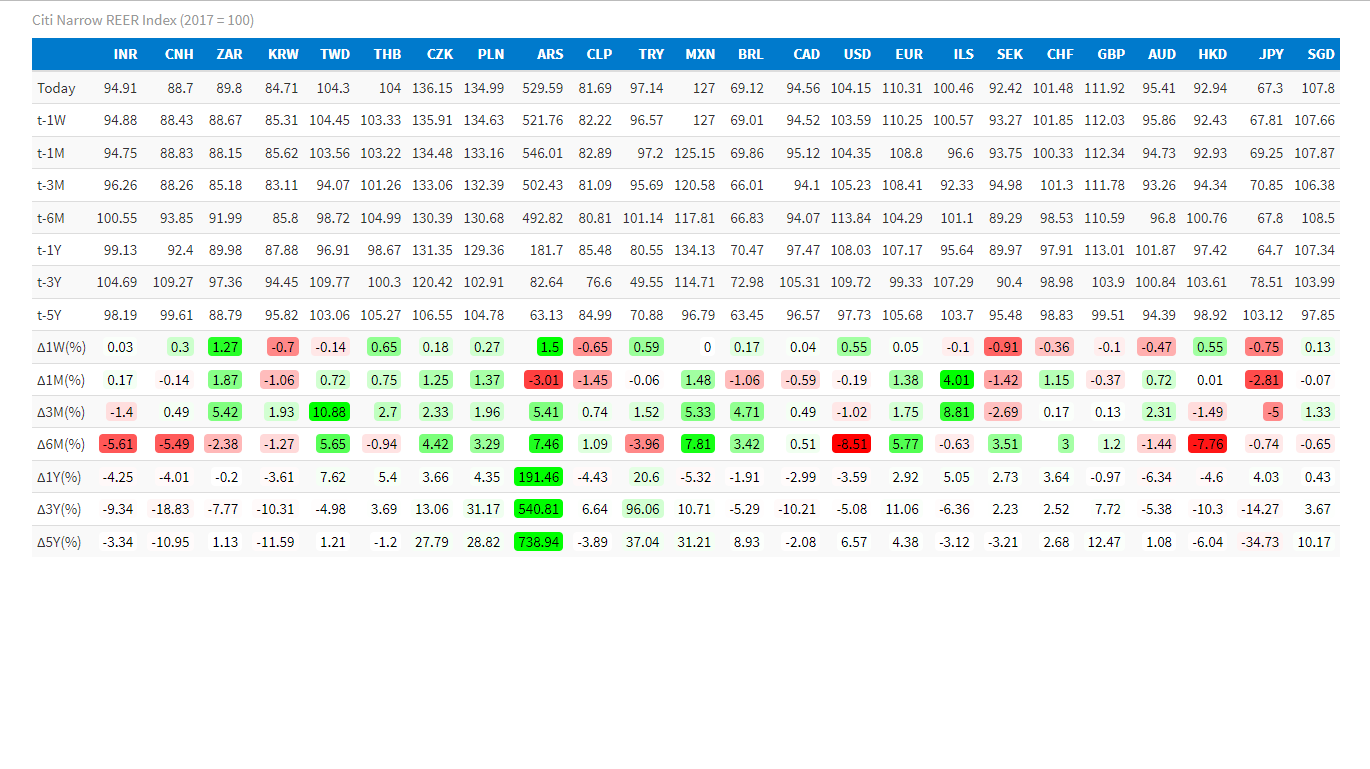 Citi Narrow REER Index (2017 = 100)
INR CNH ZAR KRW TWD THB CZK PLN ARS CLP TRY MXN BRL CAD USD EUR ILS SEK CHF GBP AUD HKD JPY SGD
Today 94.91 88.7 89.8 84.71 104.3 104 136.15 134.99 529.59 81.69 97.14 127 69.12 94.56 104.15 110.31 100.46 92.42 101.48 111.92 95.41 92.94 67.3 107.8
t-1W 94.88 88.43 88.67 85.31 104.45 103.33 135.91 134.63 521.76 82.22 96.57 127 69.01 94.52 103.59 110.25 100.57 93.27 101.85 112.03 95.86 92.43 67.81 107.66
t-1M 94.75 88.83 88.15 85.62 103.56 103.22 134.48 133.16 546.01 82.89 97.2 125.15 69.86 95.12 104.35 108.8 96.6 93.75 100.33 112.34 94.73 92.93 69.25 107.87
t-3M 96.26 88.26 85.18 83.11 94.07 101.26 133.06 132.39 502.43 81.09 95.69 120.58 66.01 94.1 105.23 108.41 92.33 94.98 101.3 111.78 93.26 94.34 70.85 106.38
t-6M 100.55 93.85 91.99 85.8 98.72 104.99 130.39 130.68 492.82 80.81 101.14 117.81 66.83 94.07 113.84 104.29 101.1 89.29 98.53 110.59 96.8 100.76 67.8 108.5
t-1Y 99.13 92.4 89.98 87.88 96.91 98.67 131.35 129.36 181.7 85.48 80.55 134.13 70.47 97.47 108.03 107.17 95.64 89.97 97.91 113.01 101.87 97.42 64.7 107.34
t-3Y 104.69 109.27 97.36 94.45 109.77 100.3 120.42 102.91 82.64 76.6 49.55 114.71 72.98 105.31 109.72 99.33 107.29 90.4 98.98 103.9 100.84 103.61 78.51 103.99
t-5Y 98.19 99.61 88.79 95.82 103.06 105.27 106.55 104.78 63.13 84.99 70.88 96.79 63.45 96.57 97.73 105.68 103.7 95.48 98.83 99.51 94.39 98.92 103.12 97.85
Δ1W(%) 0.03 0.3 1.27 -0.7 -0.14 0.65 0.18 0.27 1.5 -0.65 0.59 0 0.17 0.04 0.55 0.05 -0.1 -0.91 -0.36 -0.1 -0.47 0.55 -0.75 0.13
Δ1M(%) 0.17 -0.14 1.87 -1.06 0.72 0.75 1.25 1.37 -3.01 -1.45 -0.06 1.48 -1.06 -0.59 -0.19 1.38 4.01 -1.42 1.15 -0.37 0.72 0.01 -2.81 -0.07
Δ3M(%) -1.4 0.49 5.42 1.93 10.88 2.7 2.33 1.96 5.41 0.74 1.52 5.33 4.71 0.49 -1.02 1.75 8.81 -2.69 0.17 0.13 2.31 -1.49 -5 1.33
Δ6M(%) -5.61 -5.49 -2.38 -1.27 5.65 -0.94 4.42 3.29 7.46 1.09 -3.96 7.81 3.42 0.51 -8.51 5.77 -0.63 3.51 3 1.2 -1.44 -7.76 -0.74 -0.65
Δ1Y(%) -4.25 -4.01 -0.2 -3.61 7.62 5.4 3.66 4.35 191.46 -4.43 20.6 -5.32 -1.91 -2.99 -3.59 2.92 5.05 2.73 3.64 -0.97 -6.34 -4.6 4.03 0.43
Δ3Y(%) -9.34 -18.83 -7.77 -10.31 -4.98 3.69 13.06 31.17 540.81 6.64 96.06 10.71 -5.29 -10.21 -5.08 11.06 -6.36 2.23 2.52 7.72 -5.38 -10.3 -14.27 3.67
Δ5Y(%) -3.34 -10.95 1.13 -11.59 1.21 -1.2 27.79 28.82 738.94 -3.89 37.04 31.21 8.93 -2.08 6.57 4.38 -3.12 -3.21 2.68 12.47 1.08 -6.04 -34.73 10.17